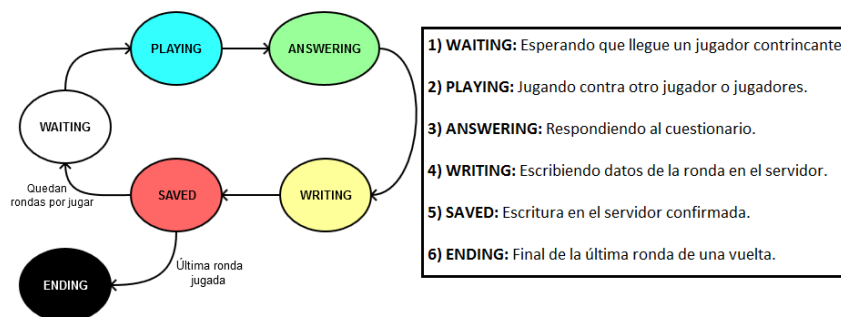 PLAYING
ANSWERING
WAITING
Quedan
rondas por jugar
SAVED
WRITING
Última ronda
jugada
ENDING
1) WAITING: Esperando que llegue un jugador contrincante
2) PLAYING: Jugando contra otro jugador o jugadores.
3) ANSWERING: Respondiendo al cuestionario.
4) WRITING: Escribiendo datos de la ronda en el servidor.
5) SAVED: Escritura en el servidor confirmada.
6) ENDING: Final de la última ronda de una vuelta.